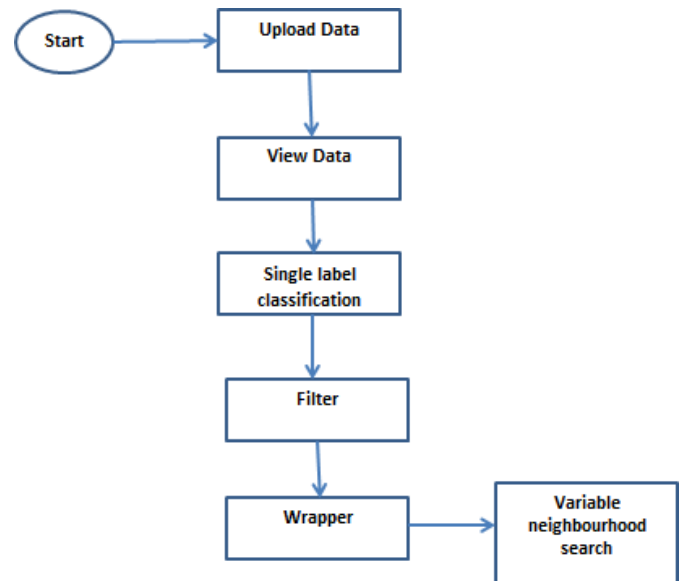 Start
Upload Data
View Data
Single label
classification
Filter
Wrapper
Variable
neighbourhood
search